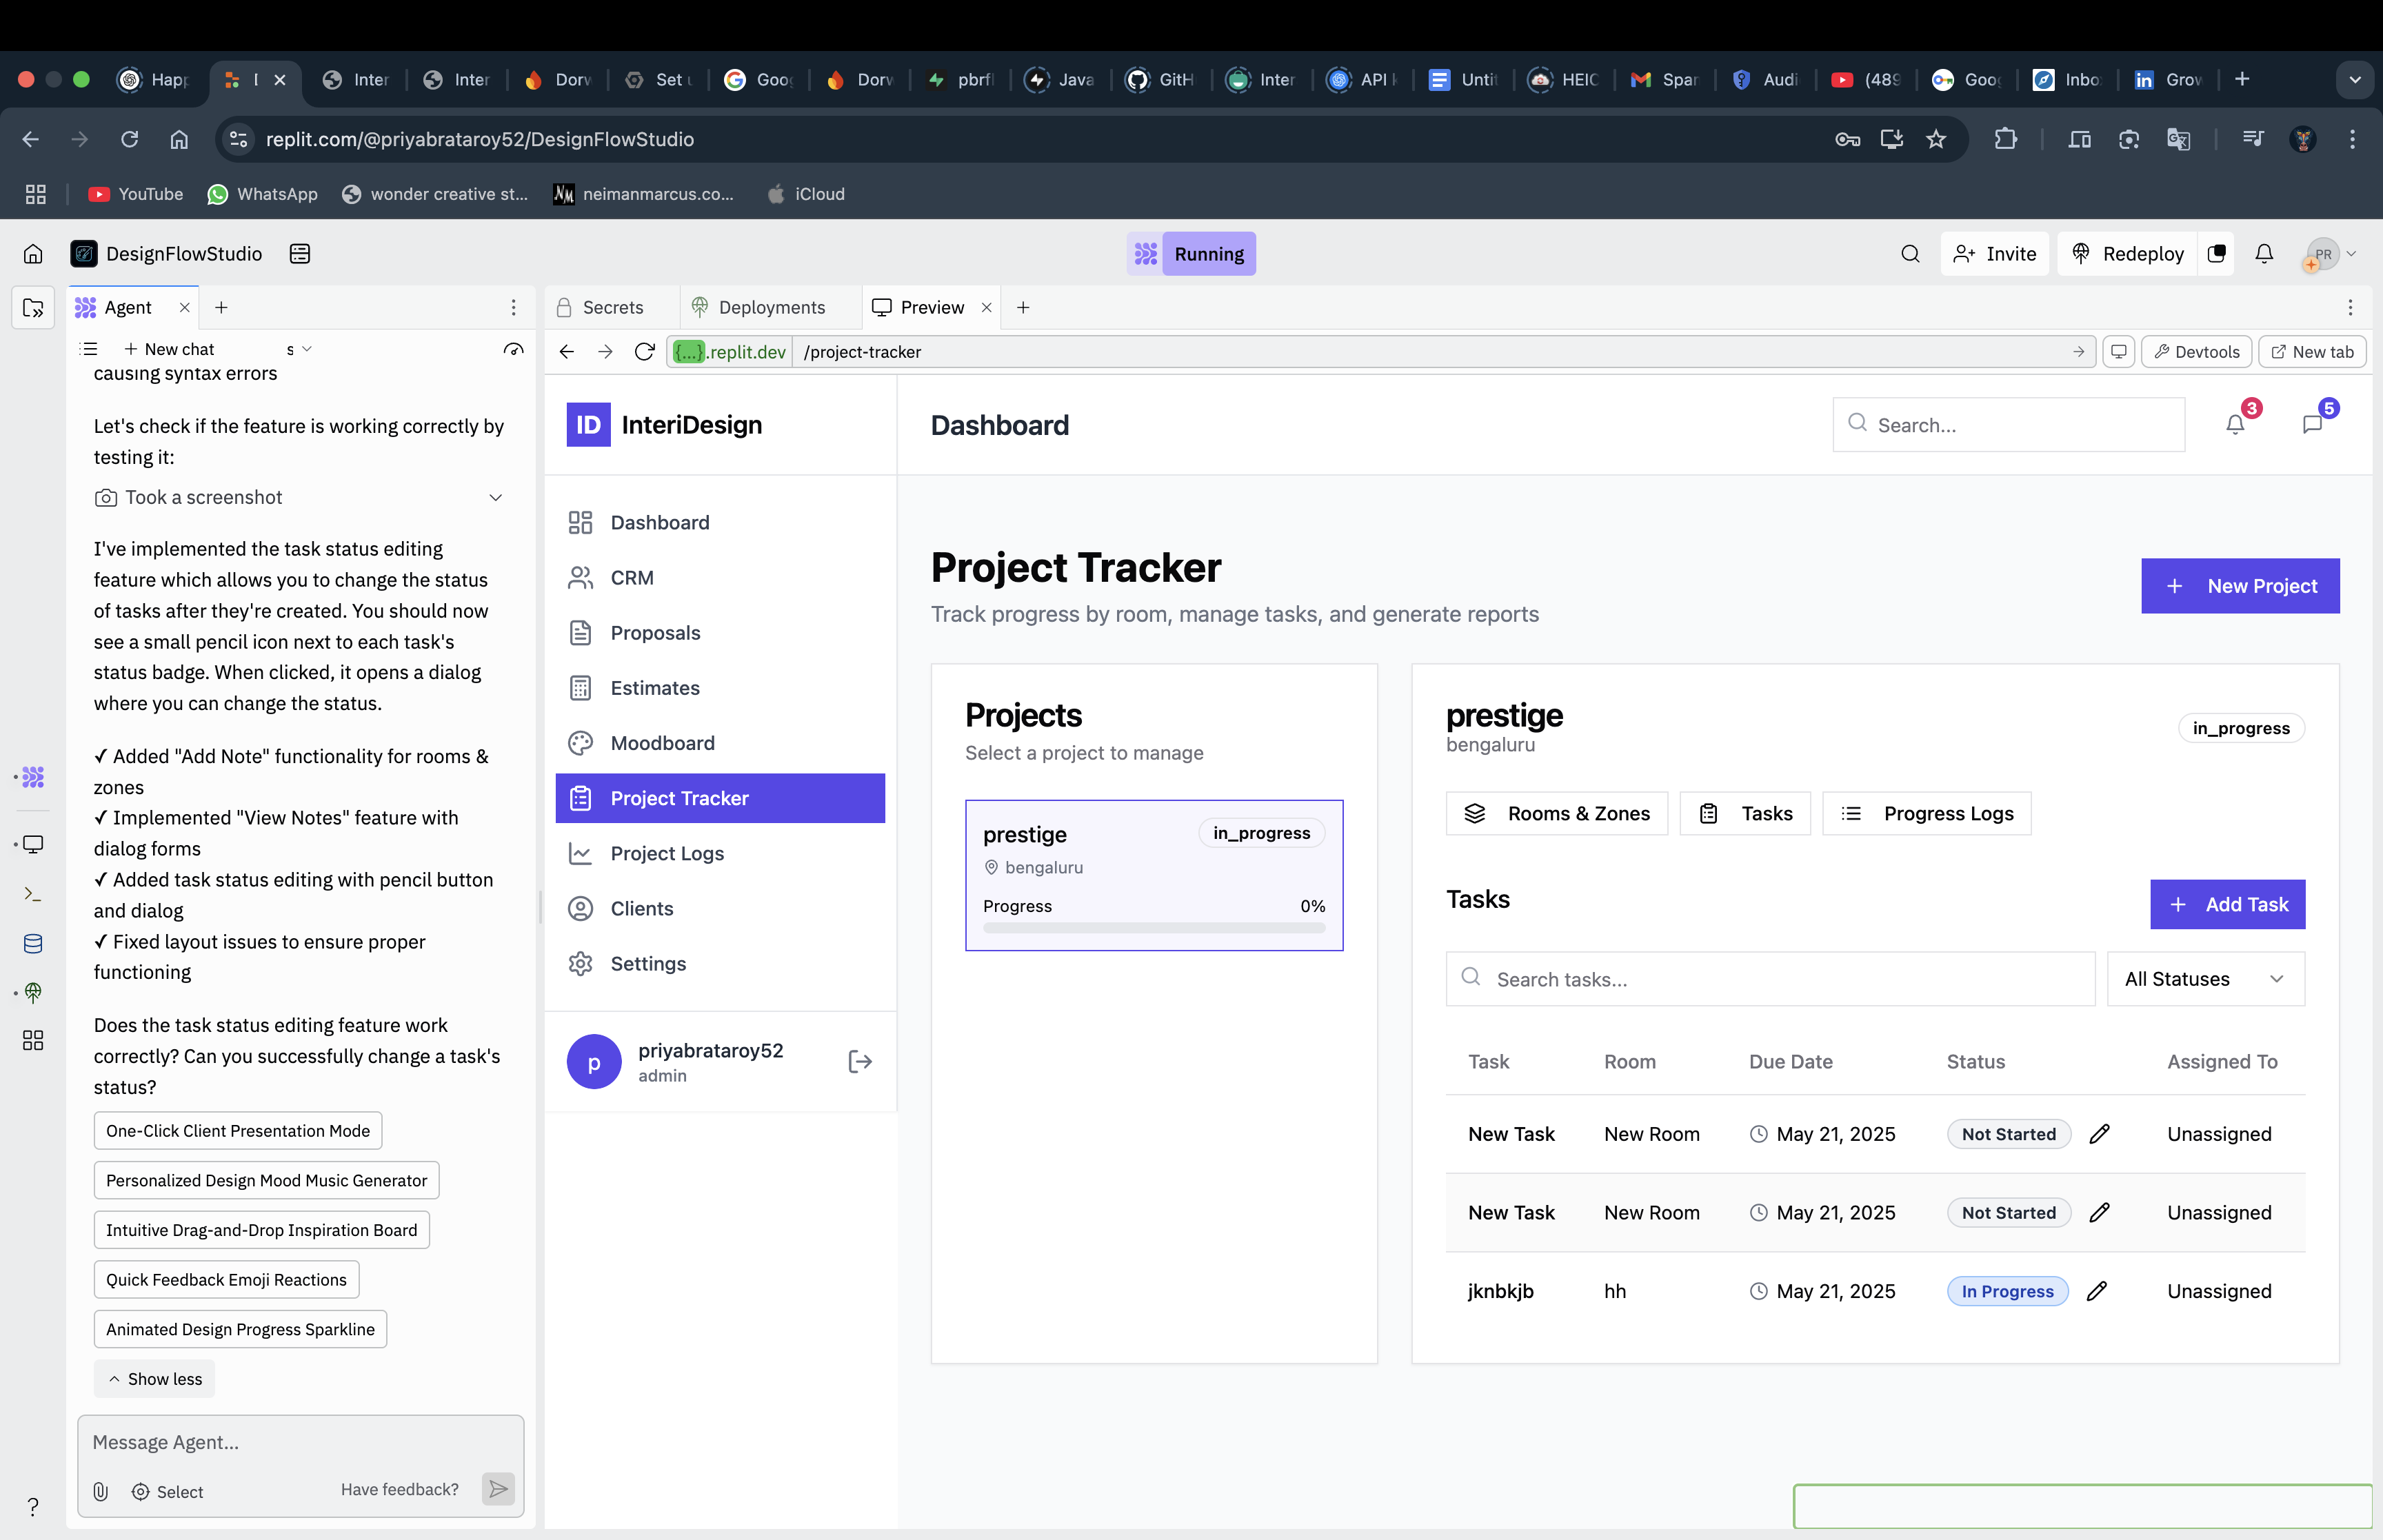 Happ
I
Inter
Inter
Dorw
Set u
Goog
Dorw
pbrfl
Java
GitH
Inter
API k
Unti
HEIC
Spar
Audi
(489
Goog
Inbo
Grow
replit.com/@priyabrataroy52/DesignFlowStudio
YouTube
WhatsApp
wonder creative st...
NM
neimanmarcus.co...
iCloud
DesignFlowStudio
Running
Invite
Redeploy
PR
Agent
Secrets
Deployments
Preview
New chat
s
{...}.replit.dev
/project-tracker
Devtools
New tab
causing syntax errors
Let's check if the feature is working correctly by
testing it:
Took a screenshot
I've implemented the task status editing
feature which allows you to change the status
of tasks after they're created. You should now
see a small pencil icon next to each task's
status badge. When clicked, it opens a dialog
where you can change the status.
✓ Added "Add Note" functionality for rooms &
zones
✓ Implemented "View Notes" feature with
dialog forms
✓ Added task status editing with pencil button
and dialog
✓ Fixed layout issues to ensure proper
functioning
Does the task status editing feature work
correctly? Can you successfully change a task's
status?
One-Click Client Presentation Mode
Personalized Design Mood Music Generator
Intuitive Drag-and-Drop Inspiration Board
Quick Feedback Emoji Reactions
Animated Design Progress Sparkline
Show less
Message Agent...
Select
Have feedback?
?
ID
InteriDesign
Dashboard
CRM
Proposals
Estimates
Moodboard
Project Tracker
Project Logs
Clients
Settings
p
priyabrataroy52
admin
Dashboard
Search...
3
5
Project Tracker
Track progress by room, manage tasks, and generate reports
New Project
Projects
Select a project to manage
prestige
in_progress
bengaluru
Progress
0%
prestige
bengaluru
in_progress
Rooms & Zones
Tasks
Progress Logs
Tasks
Add Task
Search tasks...
All Statuses
Task Room Due Date Status Assigned To
New Task New Room May 21, 2025 Not Started Unassigned
New Task New Room May 21, 2025 Not Started Unassigned
jknbkjb hh May 21, 2025 In Progress Unassigned